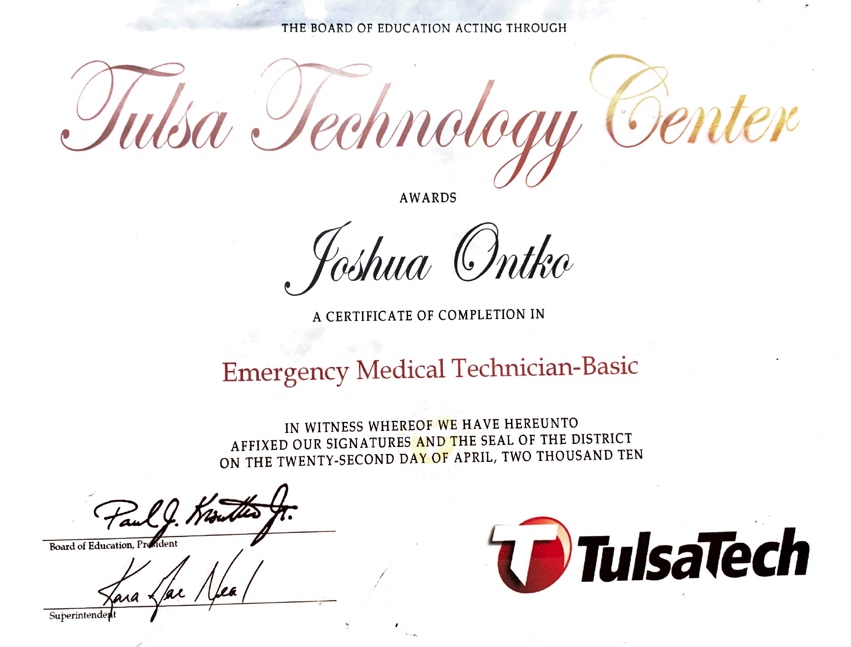 THE BOARD OF EDUCATION ACTING THROUGH
Tulsa Technology Center
AWARDS
Joshua Ontko
A CERTIFICATE OF COMPLETION IN
Emergency Medical Technician-Basic
IN WITNESS WHEREOF WE HAVE HEREUNTO
AFFIXED OUR SIGNATURES AND THE SEAL OF THE DISTRICT
ON THE TWENTY-SECOND DAY OF APRIL, TWO THOUSAND TEN
Paul J. Jr.
Board of Education, President
Kara Gae Neal
Superintendent
T TulsaTech